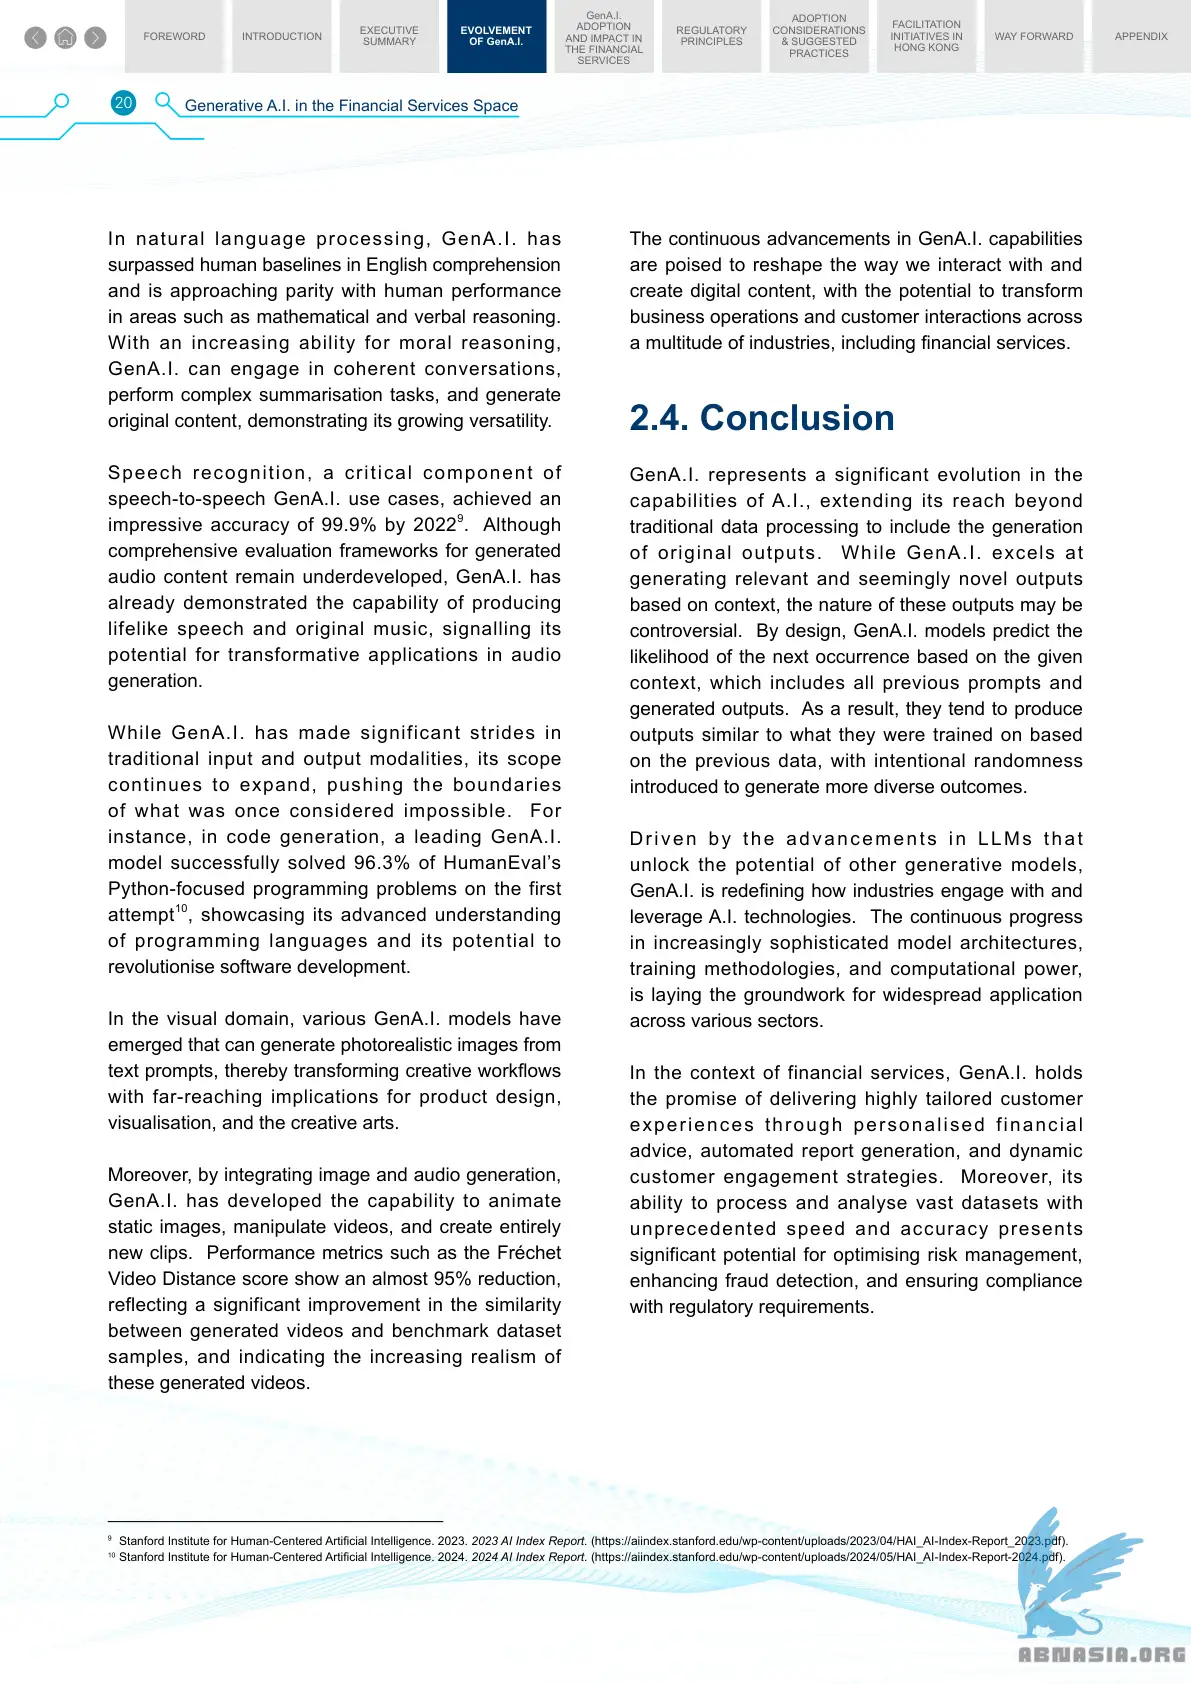 FOREWORD
INTRODUCTION
EXECUTIVE
SUMMARY
EVOLVEMENT
OF GenA.I.
GenA.I.
ADOPTION
AND IMPACT IN
THE FINANCIAL
SERVICES
REGULATORY
PRINCIPLES
ADOPTION
CONSIDERATIONS
& SUGGESTED
PRACTICES
FACILITATION
INITIATIVES IN
HONG KONG
WAY FORWARD
APPENDIX
20
Generative A.I. in the Financial Services Space
In natural language processing, GenA.I. has
surpassed human baselines in English comprehension
and is approaching parity with human performance
in areas such as mathematical and verbal reasoning.
With an increasing ability for moral reasoning,
GenA.I. can engage in coherent conversations,
perform complex summarisation tasks, and generate
original content, demonstrating its growing versatility.
Speech recognition, a critical component of
speech-to-speech GenA.I. use cases, achieved an
impressive accuracy of 99.9% by 2022⁹. Although
comprehensive evaluation frameworks for generated
audio content remain underdeveloped, GenA.I. has
already demonstrated the capability of producing
lifelike speech and original music, signalling its
potential for transformative applications in audio
generation.
While GenA.I. has made significant strides in
traditional input and output modalities, its scope
continues to expand, pushing the boundaries
of what was once considered impossible. For
instance, in code generation, a leading GenA.I.
model successfully solved 96.3% of HumanEval’s
Python-focused programming problems on the first
attempt¹⁰, showcasing its advanced understanding
of programming languages and its potential to
revolutionise software development.
In the visual domain, various GenA.I. models have
emerged that can generate photorealistic images from
text prompts, thereby transforming creative workflows
with far-reaching implications for product design,
visualisation, and the creative arts.
Moreover, by integrating image and audio generation,
GenA.I. has developed the capability to animate
static images, manipulate videos, and create entirely
new clips. Performance metrics such as the Fréchet
Video Distance score show an almost 95% reduction,
reflecting a significant improvement in the similarity
between generated videos and benchmark dataset
samples, and indicating the increasing realism of
these generated videos.
The continuous advancements in GenA.I. capabilities
are poised to reshape the way we interact with and
create digital content, with the potential to transform
business operations and customer interactions across
a multitude of industries, including financial services.
2.4. Conclusion
GenA.I. represents a significant evolution in the
capabilities of A.I., extending its reach beyond
traditional data processing to include the generation
of original outputs. While GenA.I. excels at
generating relevant and seemingly novel outputs
based on context, the nature of these outputs may be
controversial. By design, GenA.I. models predict the
likelihood of the next occurrence based on the given
context, which includes all previous prompts and
generated outputs. As a result, they tend to produce
outputs similar to what they were trained on based
on the previous data, with intentional randomness
introduced to generate more diverse outcomes.
Driven by the advancements in LLMs that
unlock the potential of other generative models,
GenA.I. is redefining how industries engage with and
leverage A.I. technologies. The continuous progress
in increasingly sophisticated model architectures,
training methodologies, and computational power,
is laying the groundwork for widespread application
across various sectors.
In the context of financial services, GenA.I. holds
the promise of delivering highly tailored customer
experiences through personalised financial
advice, automated report generation, and dynamic
customer engagement strategies. Moreover, its
ability to process and analyse vast datasets with
unprecedented speed and accuracy presents
significant potential for optimising risk management,
enhancing fraud detection, and ensuring compliance
with regulatory requirements.
⁹ Stanford Institute for Human-Centered Artificial Intelligence. 2023. 2023 AI Index Report. (https://aiindex.stanford.edu/wp-content/uploads/2023/04/HAI_AI-Index-Report_2023.pdf).
¹⁰ Stanford Institute for Human-Centered Artificial Intelligence. 2024. 2024 AI Index Report. (https://aiindex.stanford.edu/wp-content/uploads/2024/05/HAI_AI-Index-Report-2024.pdf).
ABNASIA.ORG